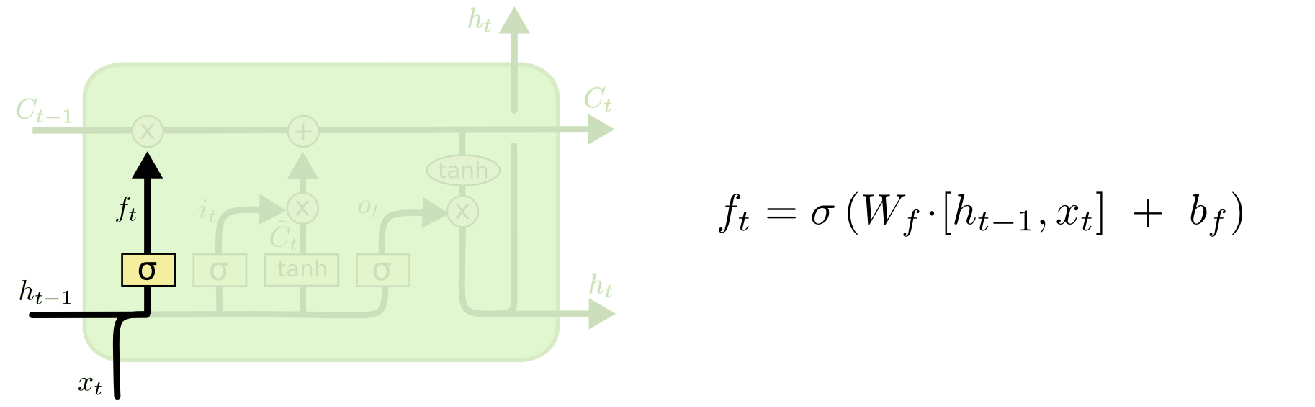 h_t
C_{t-1}
C_t
x
+
tanh
f_t
i_t
x
o_t
x
C̃_t
σ
σ
tanh
σ
h_{t-1}
h_t
x_t
f_t = σ (W_f · [h_{t-1}, x_t] + b_f)